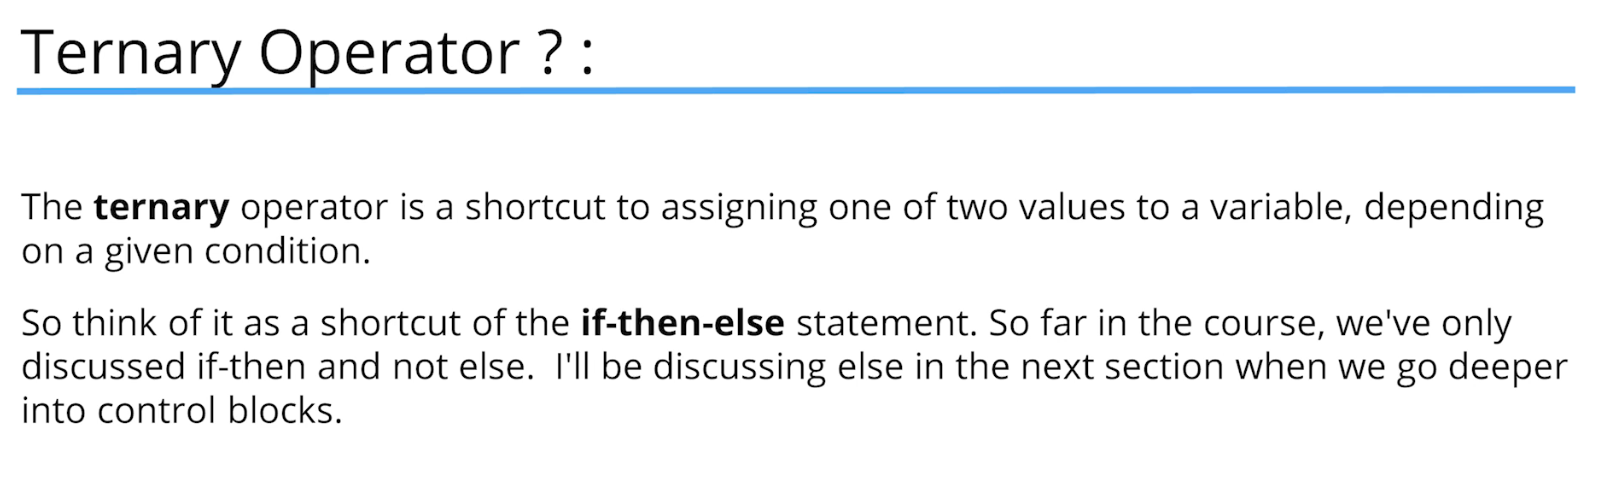 Ternary Operator ? :
The ternary operator is a shortcut to assigning one of two values to a variable, depending
on a given condition.
So think of it as a shortcut of the if-then-else statement. So far in the course, we've only
discussed if-then and not else.  I'll be discussing else in the next section when we go deeper
into control blocks.